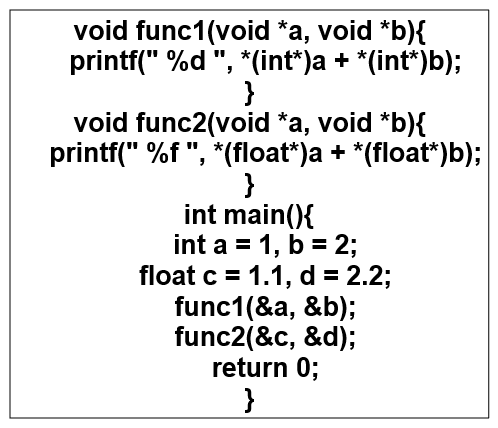 void func1(void *a, void *b){
printf(" %d ", *(int*)a + *(int*)b);
}
void func2(void *a, void *b){
printf(" %f ", *(float*)a + *(float*)b);
}
int main(){
int a = 1, b = 2;
float c = 1.1, d = 2.2;
func1(&a, &b);
func2(&c, &d);
return 0;
}